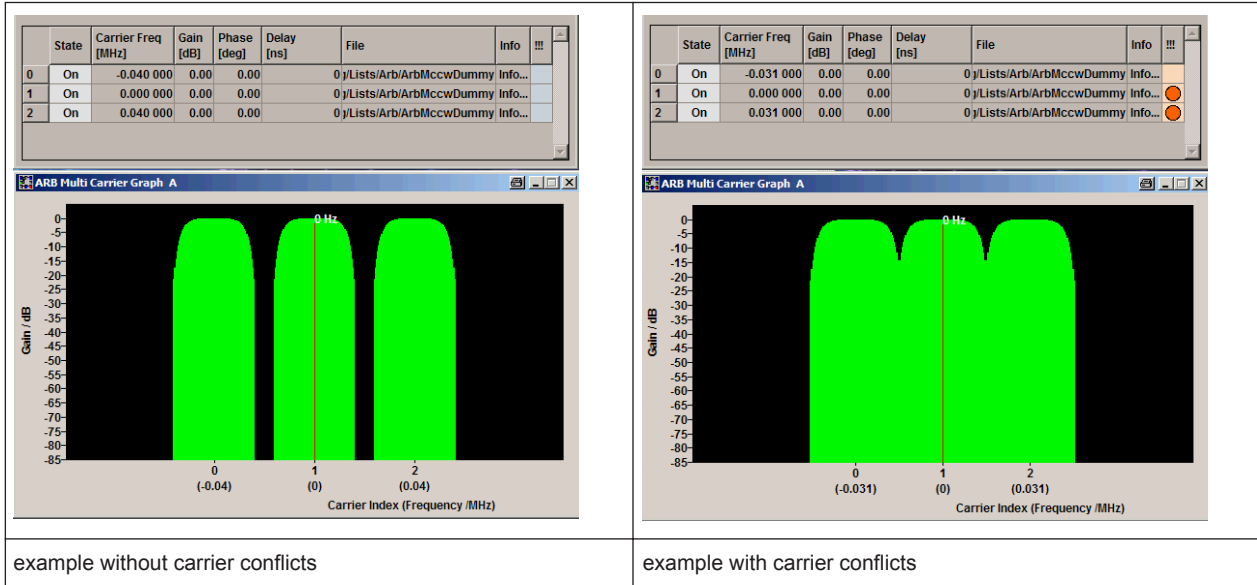 State Carrier Freq [MHz] Gain [dB] Phase [deg] Delay [ns] File Info !!!
0 On -0.040 000 0.00 0.00 0 )/Lists/Arb/ArbMccwDummy Info...
1 On 0.000 000 0.00 0.00 0 )/Lists/Arb/ArbMccwDummy Info...
2 On 0.040 000 0.00 0.00 0 )/Lists/Arb/ArbMccwDummy Info...
ARB Multi Carrier Graph A
0 Hz
Gain / dB
0
-5
-10
-15
-20
-25
-30
-35
-40
-45
-50
-55
-60
-65
-70
-75
-80
-85
0 1 2
(-0.04) (0) (0.04)
Carrier Index (Frequency /MHz)
example without carrier conflicts
State Carrier Freq [MHz] Gain [dB] Phase [deg] Delay [ns] File Info !!!
0 On -0.031 000 0.00 0.00 0 )/Lists/Arb/ArbMccwDummy Info...
1 On 0.000 000 0.00 0.00 0 )/Lists/Arb/ArbMccwDummy Info...
2 On 0.031 000 0.00 0.00 0 )/Lists/Arb/ArbMccwDummy Info...
ARB Multi Carrier Graph A
0 Hz
Gain / dB
0
-5
-10
-15
-20
-25
-30
-35
-40
-45
-50
-55
-60
-65
-70
-75
-80
-85
0 1 2
(-0.031) (0) (0.031)
Carrier Index (Frequency /MHz)
example with carrier conflicts